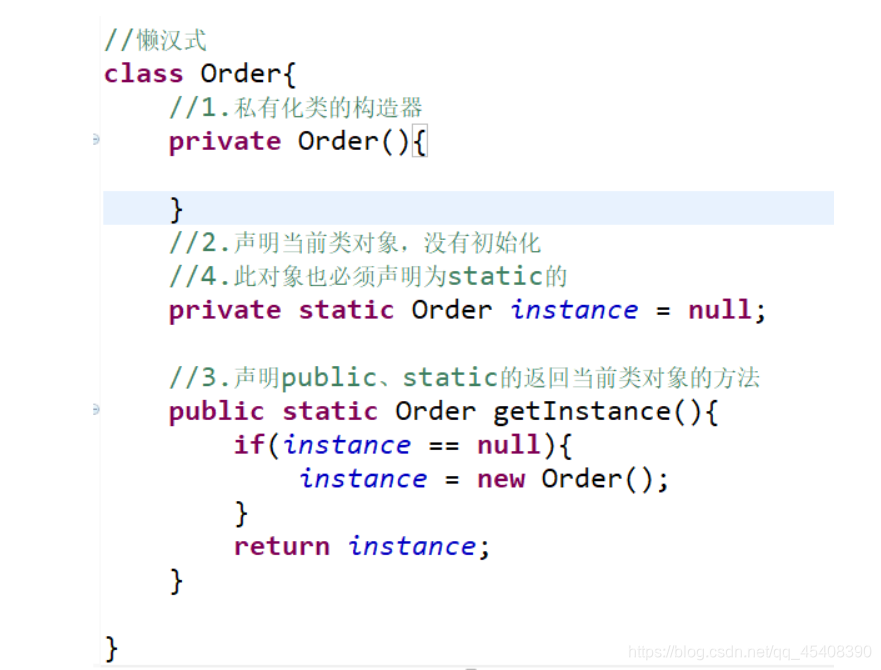 //懒汉式
class Order{
//1.私有化类的构造器
private Order(){
}
//2.声明当前类对象，没有初始化
//4.此对象也必须声明为static的
private static Order instance = null;
//3.声明public、static的返回当前类对象的方法
public static Order getInstance(){
if(instance == null){
instance = new Order();
}
return instance;
}
}
https://blog.csdn.net/qq_45408390